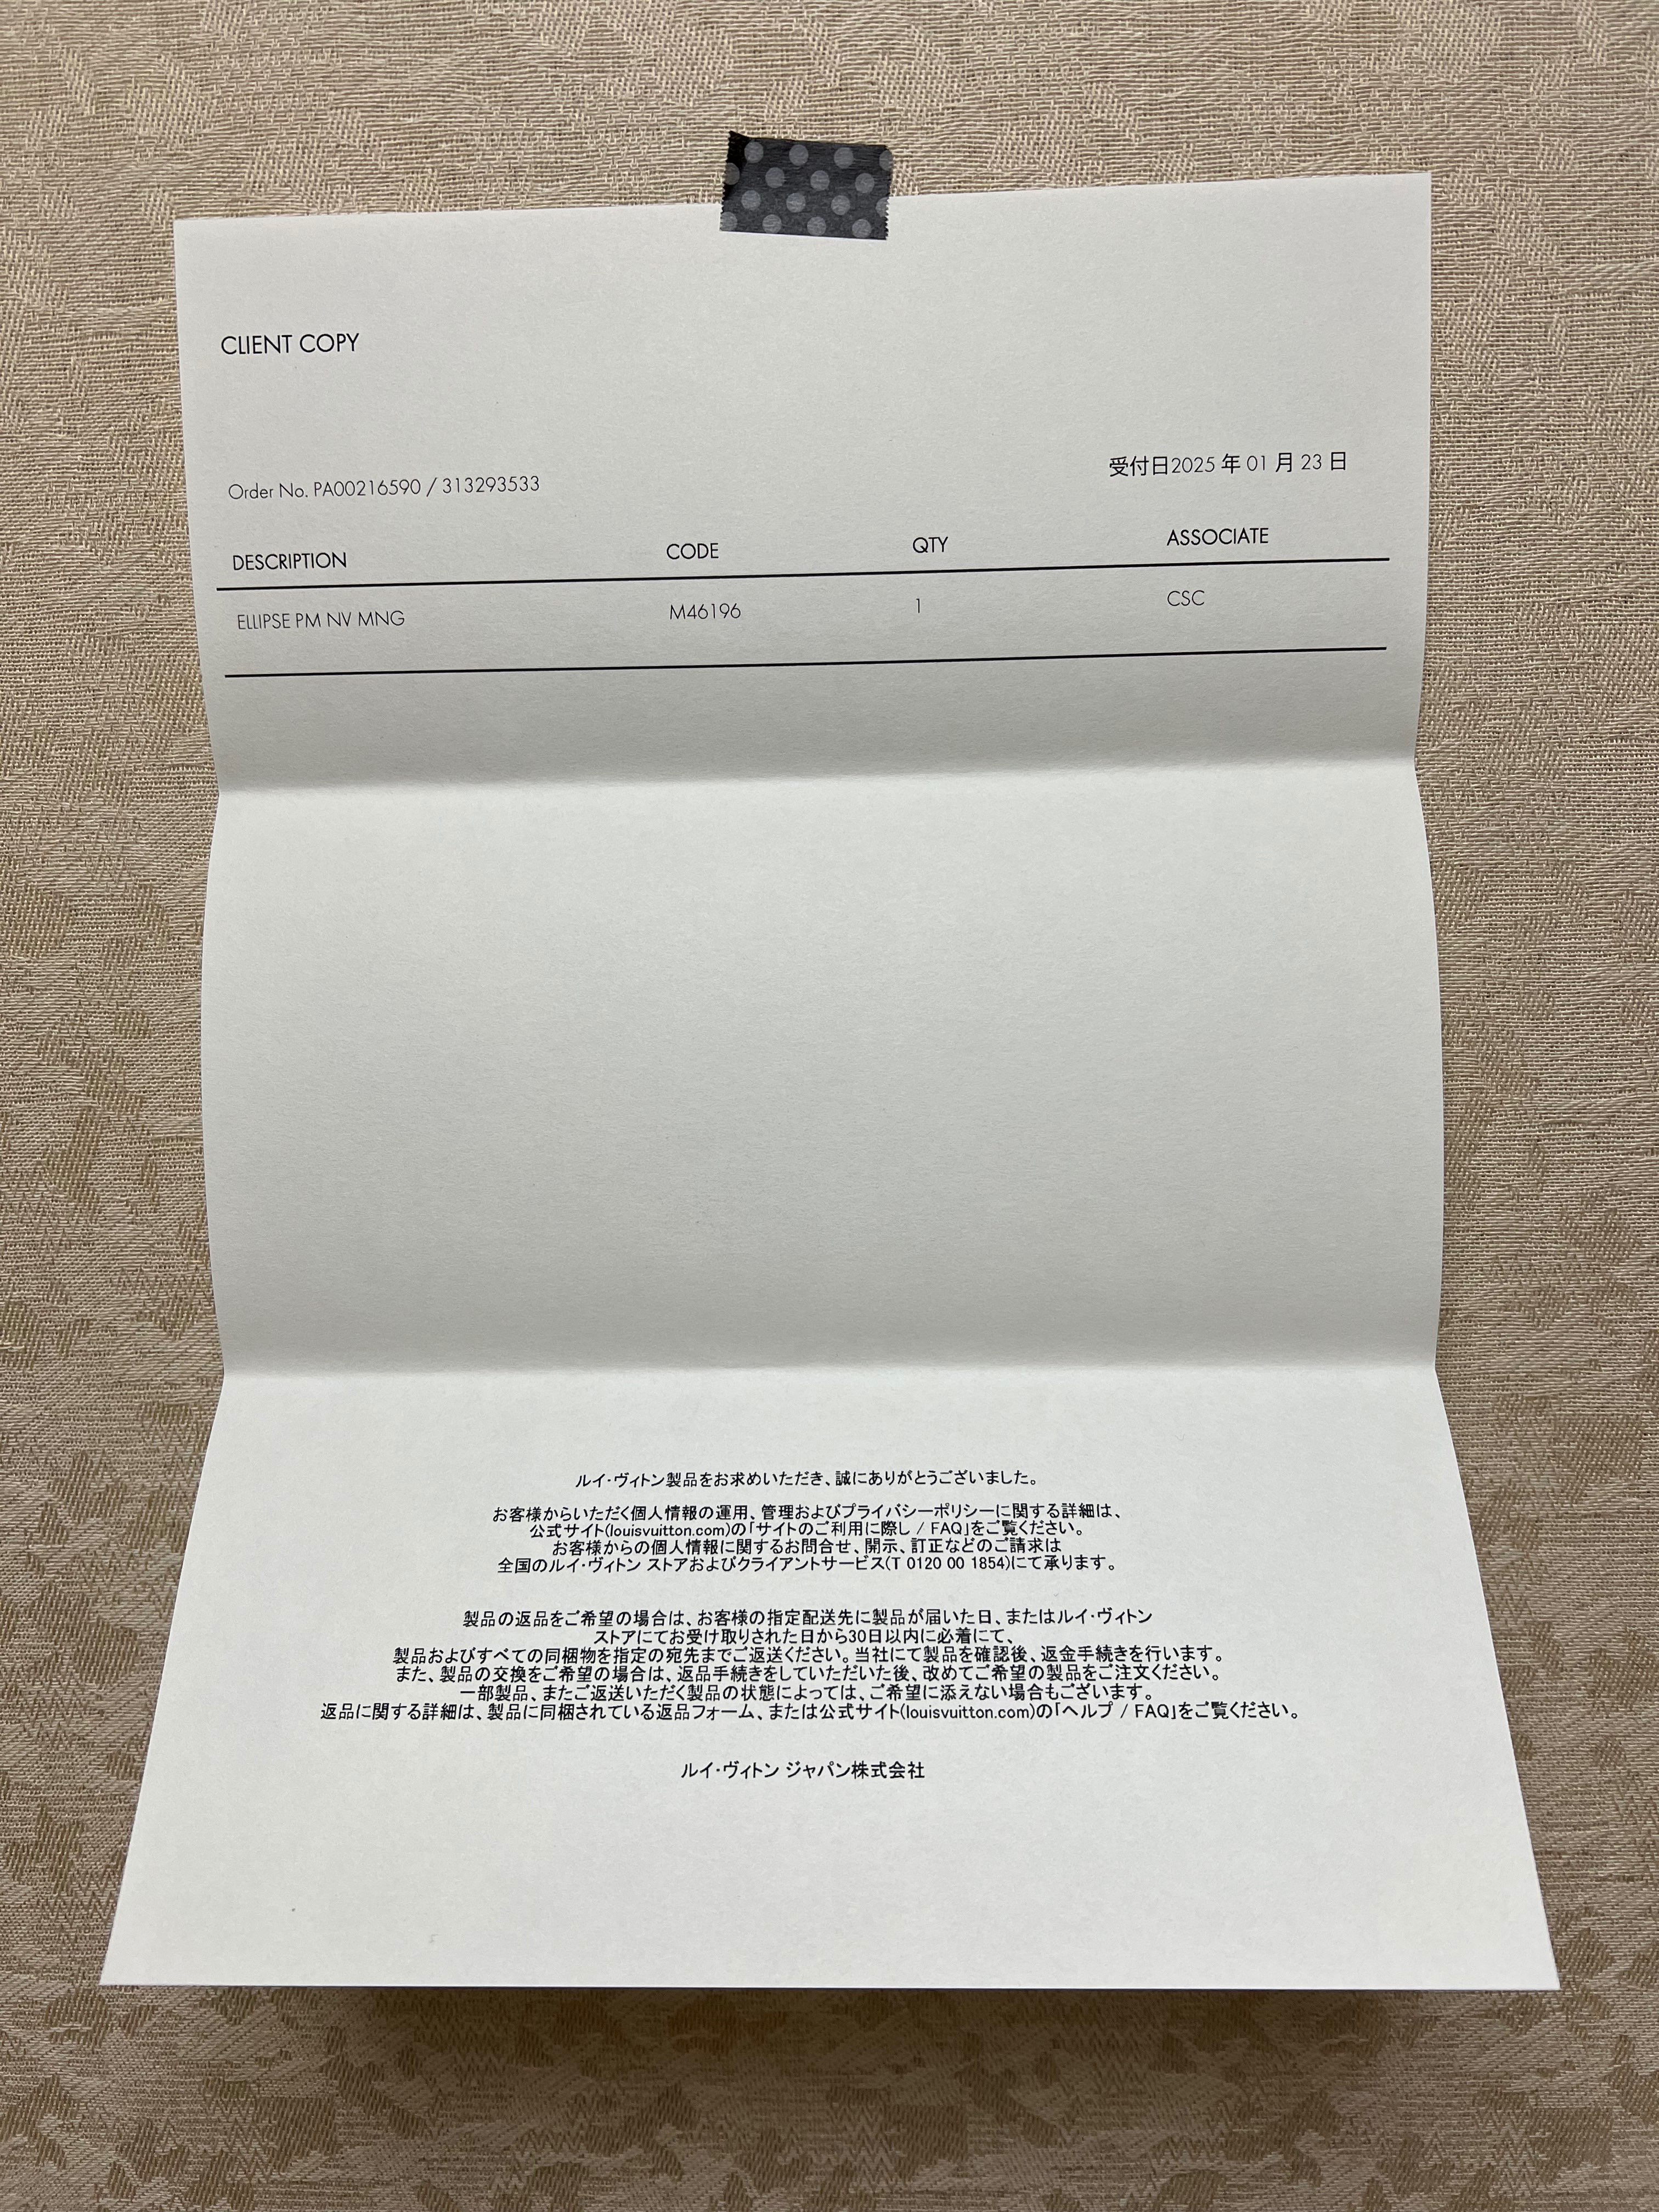 CLIENT COPY
受付日2025 年 01 月 23 日
Order No. PA00216590 / 313293533
DESCRIPTION CODE QTY ASSOCIATE
ELLIPSE PM NV MNG M46196 1 CSC
ルイ・ヴィトン製品をお求めいただき、誠にありがとうございました。
お客様からいただく個人情報の運用、管理およびプライバシーポリシーに関する詳細は、
公式サイト(louisvuitton.com)の「サイトのご利用に際し / FAQ」をご覧ください。
お客様からの個人情報に関するお問合せ、開示、訂正などのご請求は
全国のルイ・ヴィトン ストアおよびクライアントサービス(T 0120 00 1854)にて承ります。
製品の返品をご希望の場合は、お客様の指定配送先に製品が届いた日、またはルイ・ヴィトン
ストアにてお受け取りされた日から30日以内に必着にて、
製品およびすべての同梱物を指定の宛先までご返送ください。当社にて製品を確認後、返金手続きを行います。
また、製品の交換をご希望の場合は、返品手続きをしていただいた後、改めてご希望の製品をご注文ください。
一部製品、またご返送いただく製品の状態によっては、ご希望に添えない場合もございます。
返品に関する詳細は、製品に同梱されている返品フォーム、または公式サイト(louisvuitton.com)の「ヘルプ / FAQ」をご覧ください。
ルイ・ヴィトン ジャパン株式会社